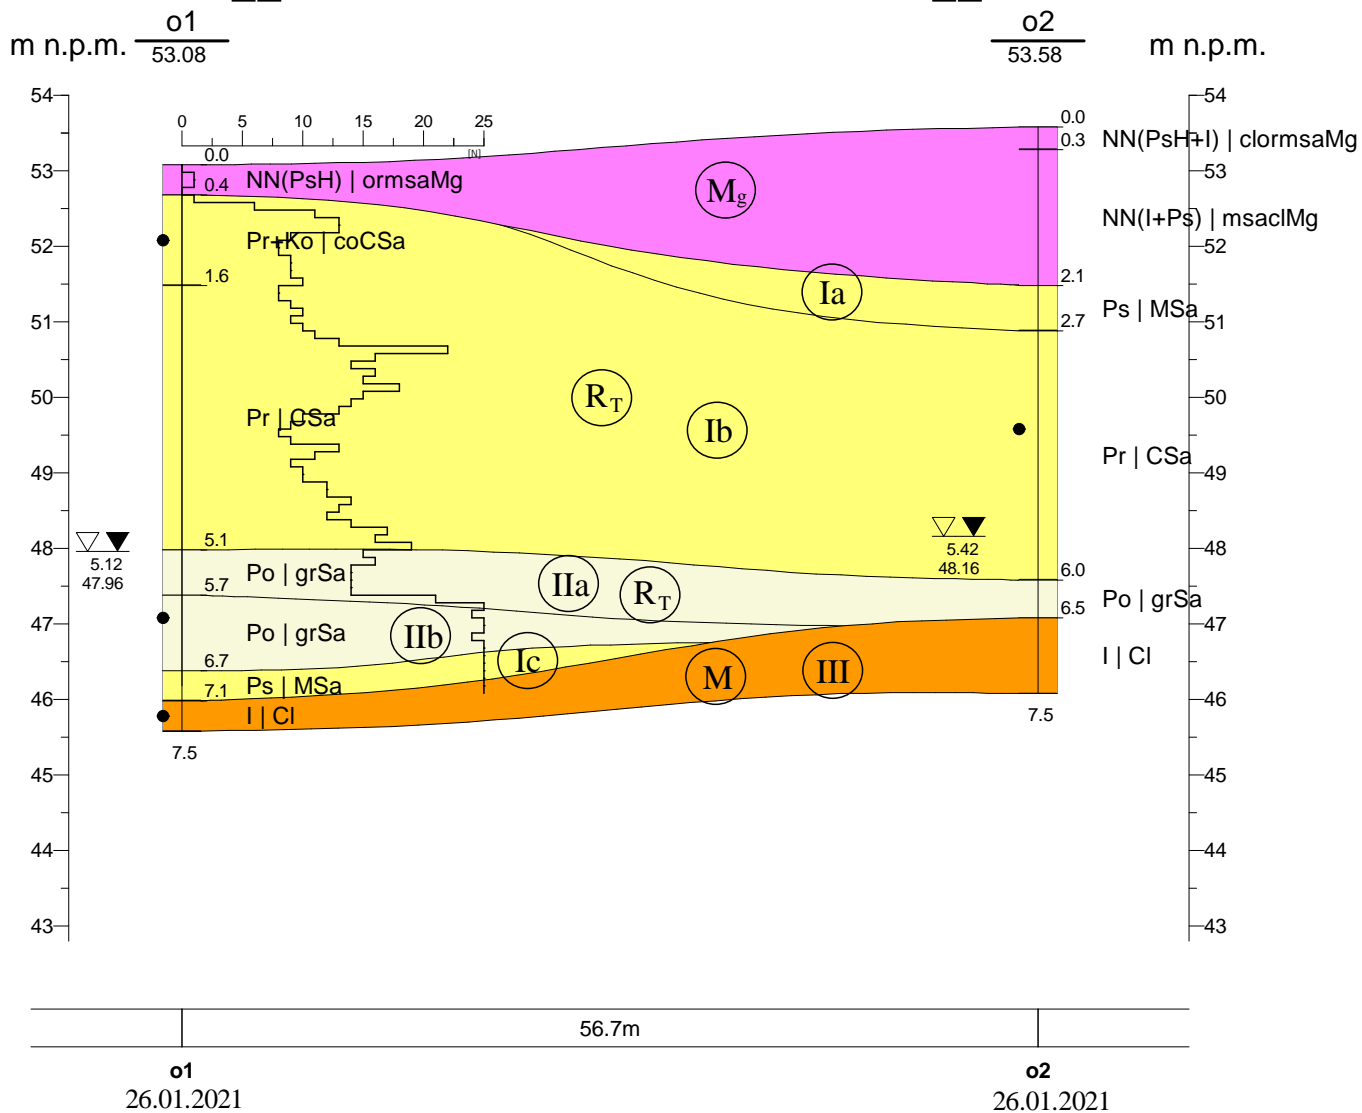 o1
o2
m n.p.m.
53.08
53.58
m n.p.m.
54
54
0 5 10 15 20 25
[N]
0.0
0.3
NN(PsH+I) | clormsaMg
53
53
0.0
0.4
NN(PsH) | ormsaMg
Mg
NN(I+Ps) | msaclMg
52
52
Pr+Ko | coCSa
1.6
2.1
Ia
Ps | MSa
51
51
2.7
50
50
RT
Pr | CSa
Ib
49
49
Pr | CSa
48
48
5.12
47.96
5.42
48.16
5.1
6.0
Po | grSa
IIa
RT
Po | grSa
5.7
6.5
47
47
Po | grSa
IIb
Ic
I | Cl
6.7
M
III
Ps | MSa
46
46
7.1
I | Cl
7.5
7.5
45
45
44
44
43
43
56.7m
o1
o2
26.01.2021
26.01.2021